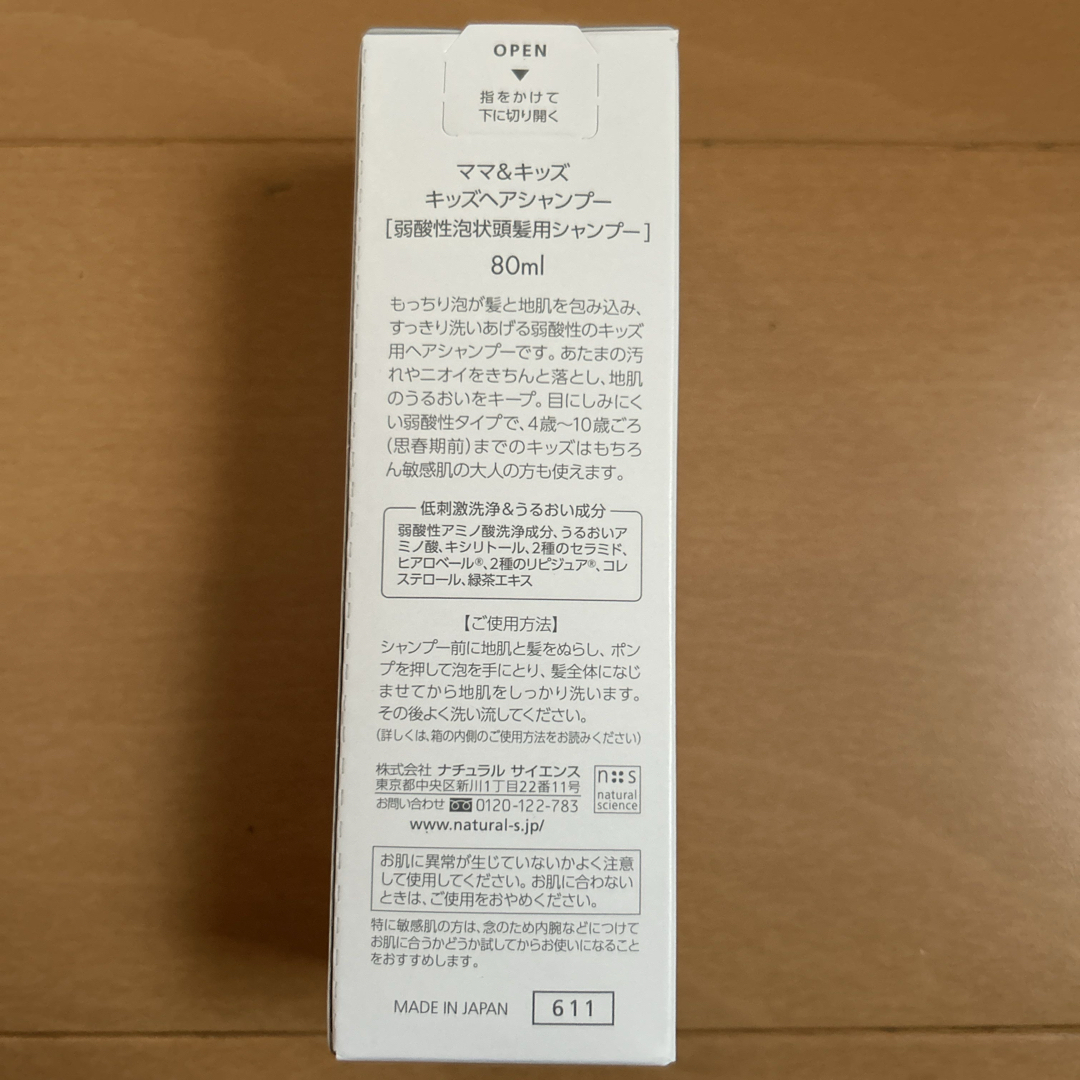 OPEN
▼
指をかけて
下に切り開く
ママ&キッズ
キッズヘアシャンプー
[弱酸性泡状頭髪用シャンプー]
80ml
もっちり泡が髪と地肌を包み込み、
すっきり洗いあげる弱酸性のキッズ
用ヘアシャンプーです。あたまの汚
れやニオイをきちんと落とし、地肌
のうるおいをキープ。目にしみにく
い弱酸性タイプで、4歳〜10歳ごろ
(思春期前)までのキッズはもちろ
ん敏感肌の大人の方も使えます。
低刺激洗浄&うるおい成分
弱酸性アミノ酸洗浄成分、うるおいア
ミノ酸、キシリトール、2種のセラミド、
ヒアロベール®、2種のリピジュア®、コレ
ステロール、緑茶エキス
【ご使用方法】
シャンプー前に地肌と髪をぬらし、ポン
プを押して泡を手にとり、髪全体になじ
ませてから地肌をしっかり洗います。
その後よく洗い流してください。
(詳しくは、箱の内側のご使用方法をお読みください)
株式会社 ナチュラル サイエンス
東京都中央区新川1丁目22番11号
お問い合わせ 0120-122-783
www.natural-s.jp/
n::s
natural
science
お肌に異常が生じていないかよく注意
して使用してください。お肌に合わない
ときは、ご使用をおやめください。
特に敏感肌の方は、念のため内腕などにつけて
お肌に合うかどうか試してからお使いになること
をおすすめします。
MADE IN JAPAN 611